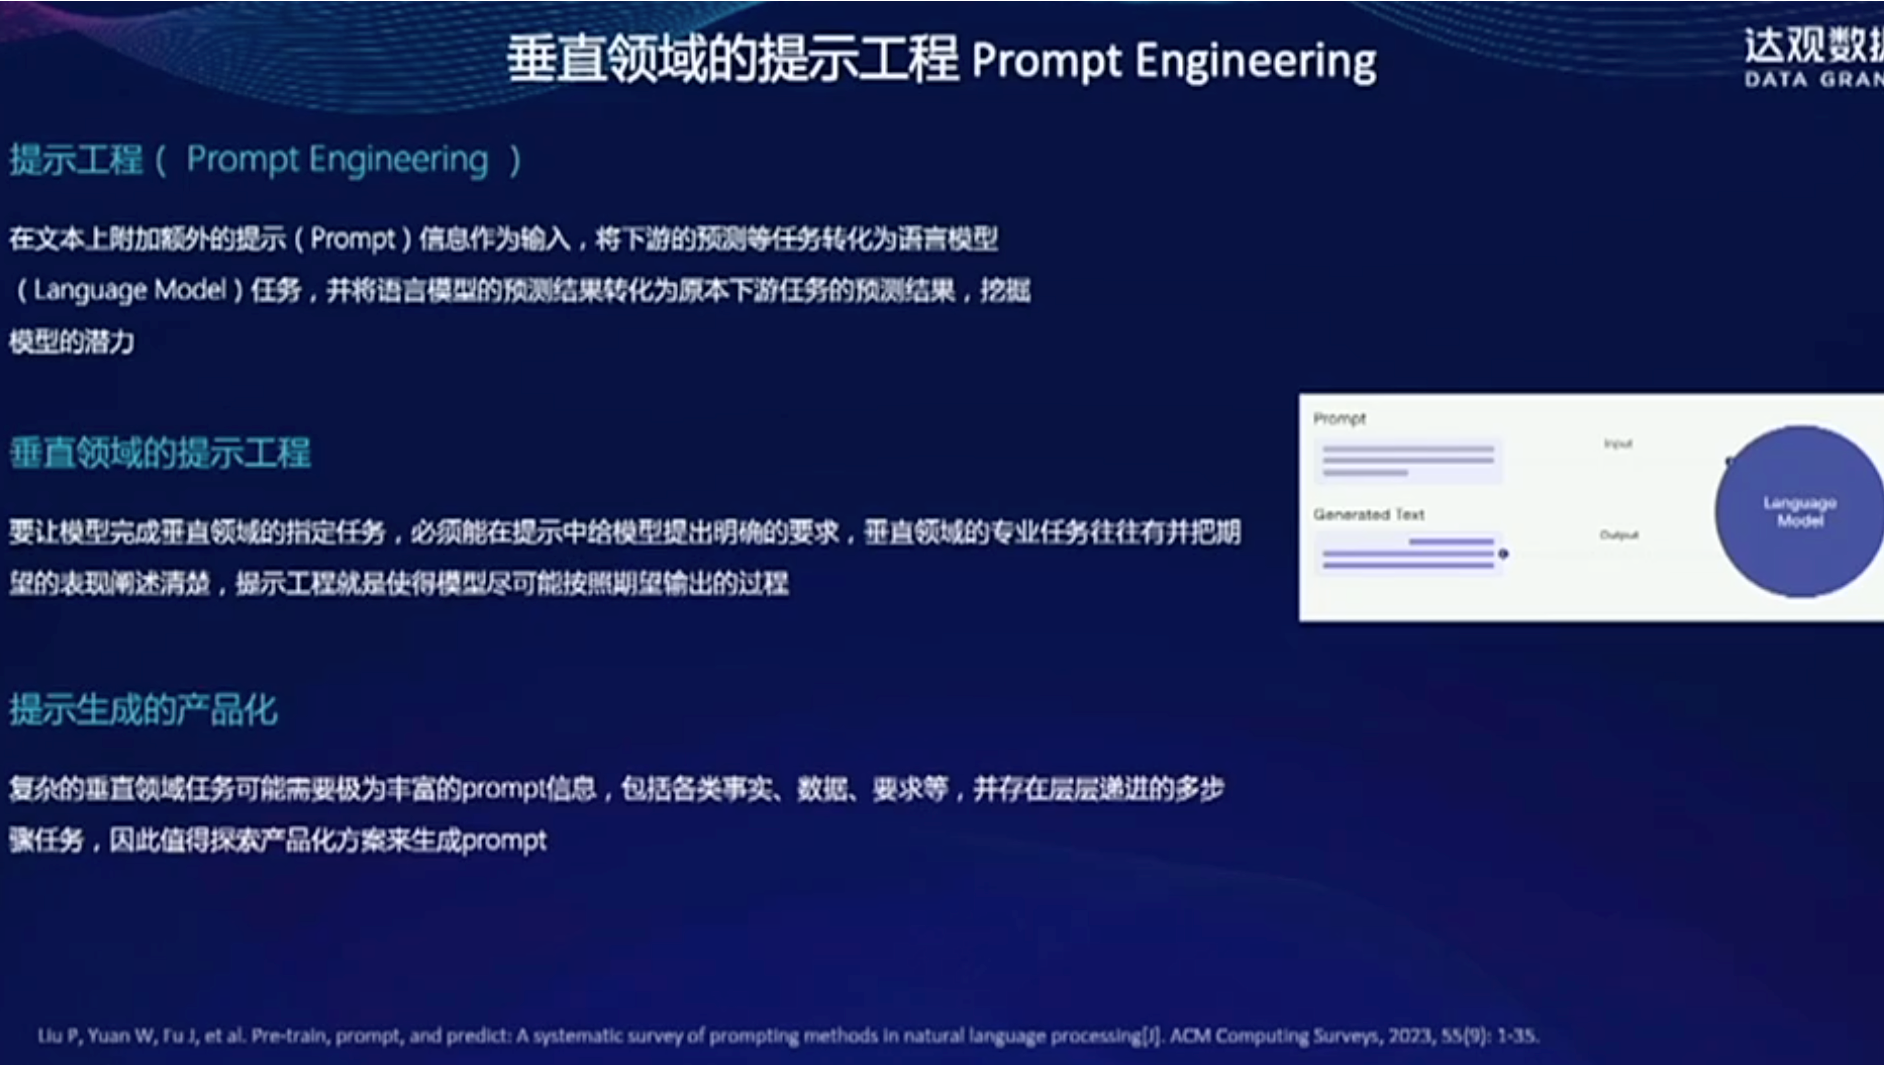 垂直领域的提示工程 Prompt Engineering
达观数据
DATA GRAN
提示工程（ Prompt Engineering ）
在文本上附加额外的提示（Prompt）信息作为输入，将下游的预测等任务转化为语言模型
（Language Model）任务，并将语言模型的预测结果转化为原本下游任务的预测结果，挖掘
模型的潜力
垂直领域的提示工程
要让模型完成垂直领域的指定任务，必须能在提示中给模型提出明确的要求，垂直领域的专业任务往往有并把期
望的表现阐述清楚，提示工程就是使得模型尽可能按照期望输出的过程
Prompt
Input
Language
Model
Generated Text
Output
提示生成的产品化
复杂的垂直领域任务可能需要极为丰富的prompt信息，包括各类事实、数据、要求等，并存在层层递进的多步
骤任务，因此值得探索产品化方案来生成prompt
Liu P, Yuan W, Fu J, et al. Pre-train, prompt, and predict: A systematic survey of prompting methods in natural language processing[J]. ACM Computing Surveys, 2023, 55(9): 1-35.